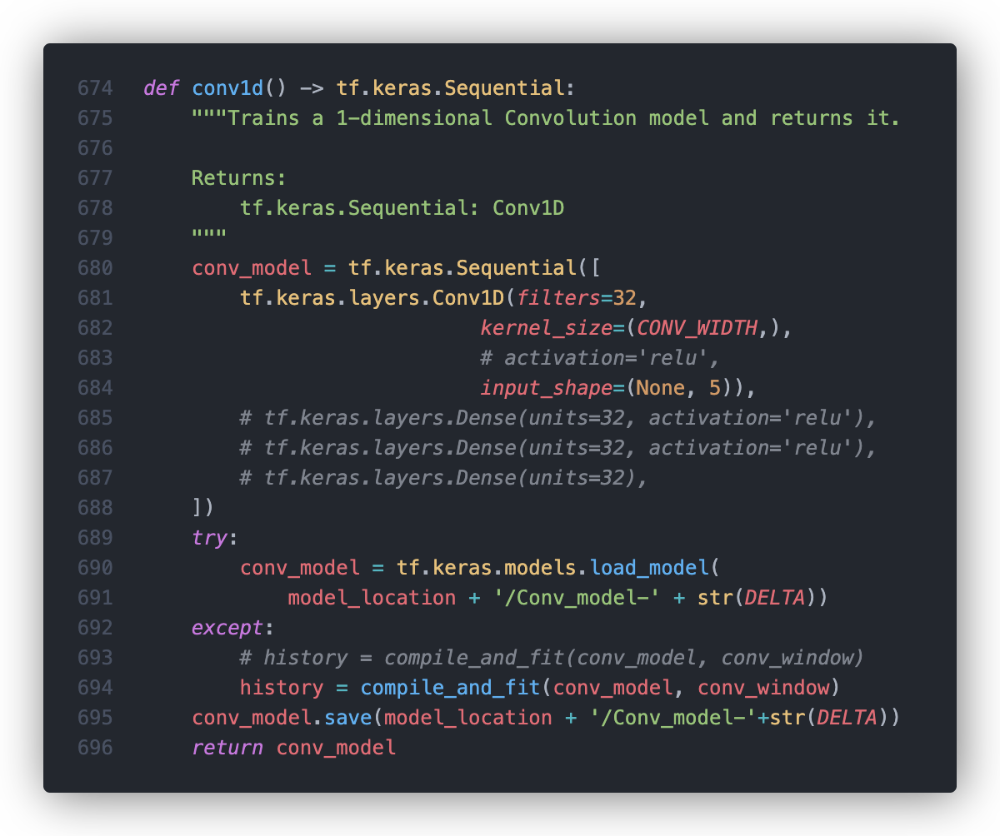 674 def conv1d() -> tf.keras.Sequential:
675     """Trains a 1-dimensional Convolution model and returns it.
676
677     Returns:
678         tf.keras.Sequential: Conv1D
679     """
680     conv_model = tf.keras.Sequential([
681         tf.keras.layers.Conv1D(filters=32,
682                             kernel_size=(CONV_WIDTH,),
683                             # activation='relu',
684                             input_shape=(None, 5)),
685         # tf.keras.layers.Dense(units=32, activation='relu'),
686         # tf.keras.layers.Dense(units=32, activation='relu'),
687         # tf.keras.layers.Dense(units=32),
688     ])
689     try:
690         conv_model = tf.keras.models.load_model(
691             model_location + '/Conv_model-' + str(DELTA))
692     except:
693         # history = compile_and_fit(conv_model, conv_window)
694         history = compile_and_fit(conv_model, conv_window)
695     conv_model.save(model_location + '/Conv_model-'+str(DELTA))
696     return conv_model